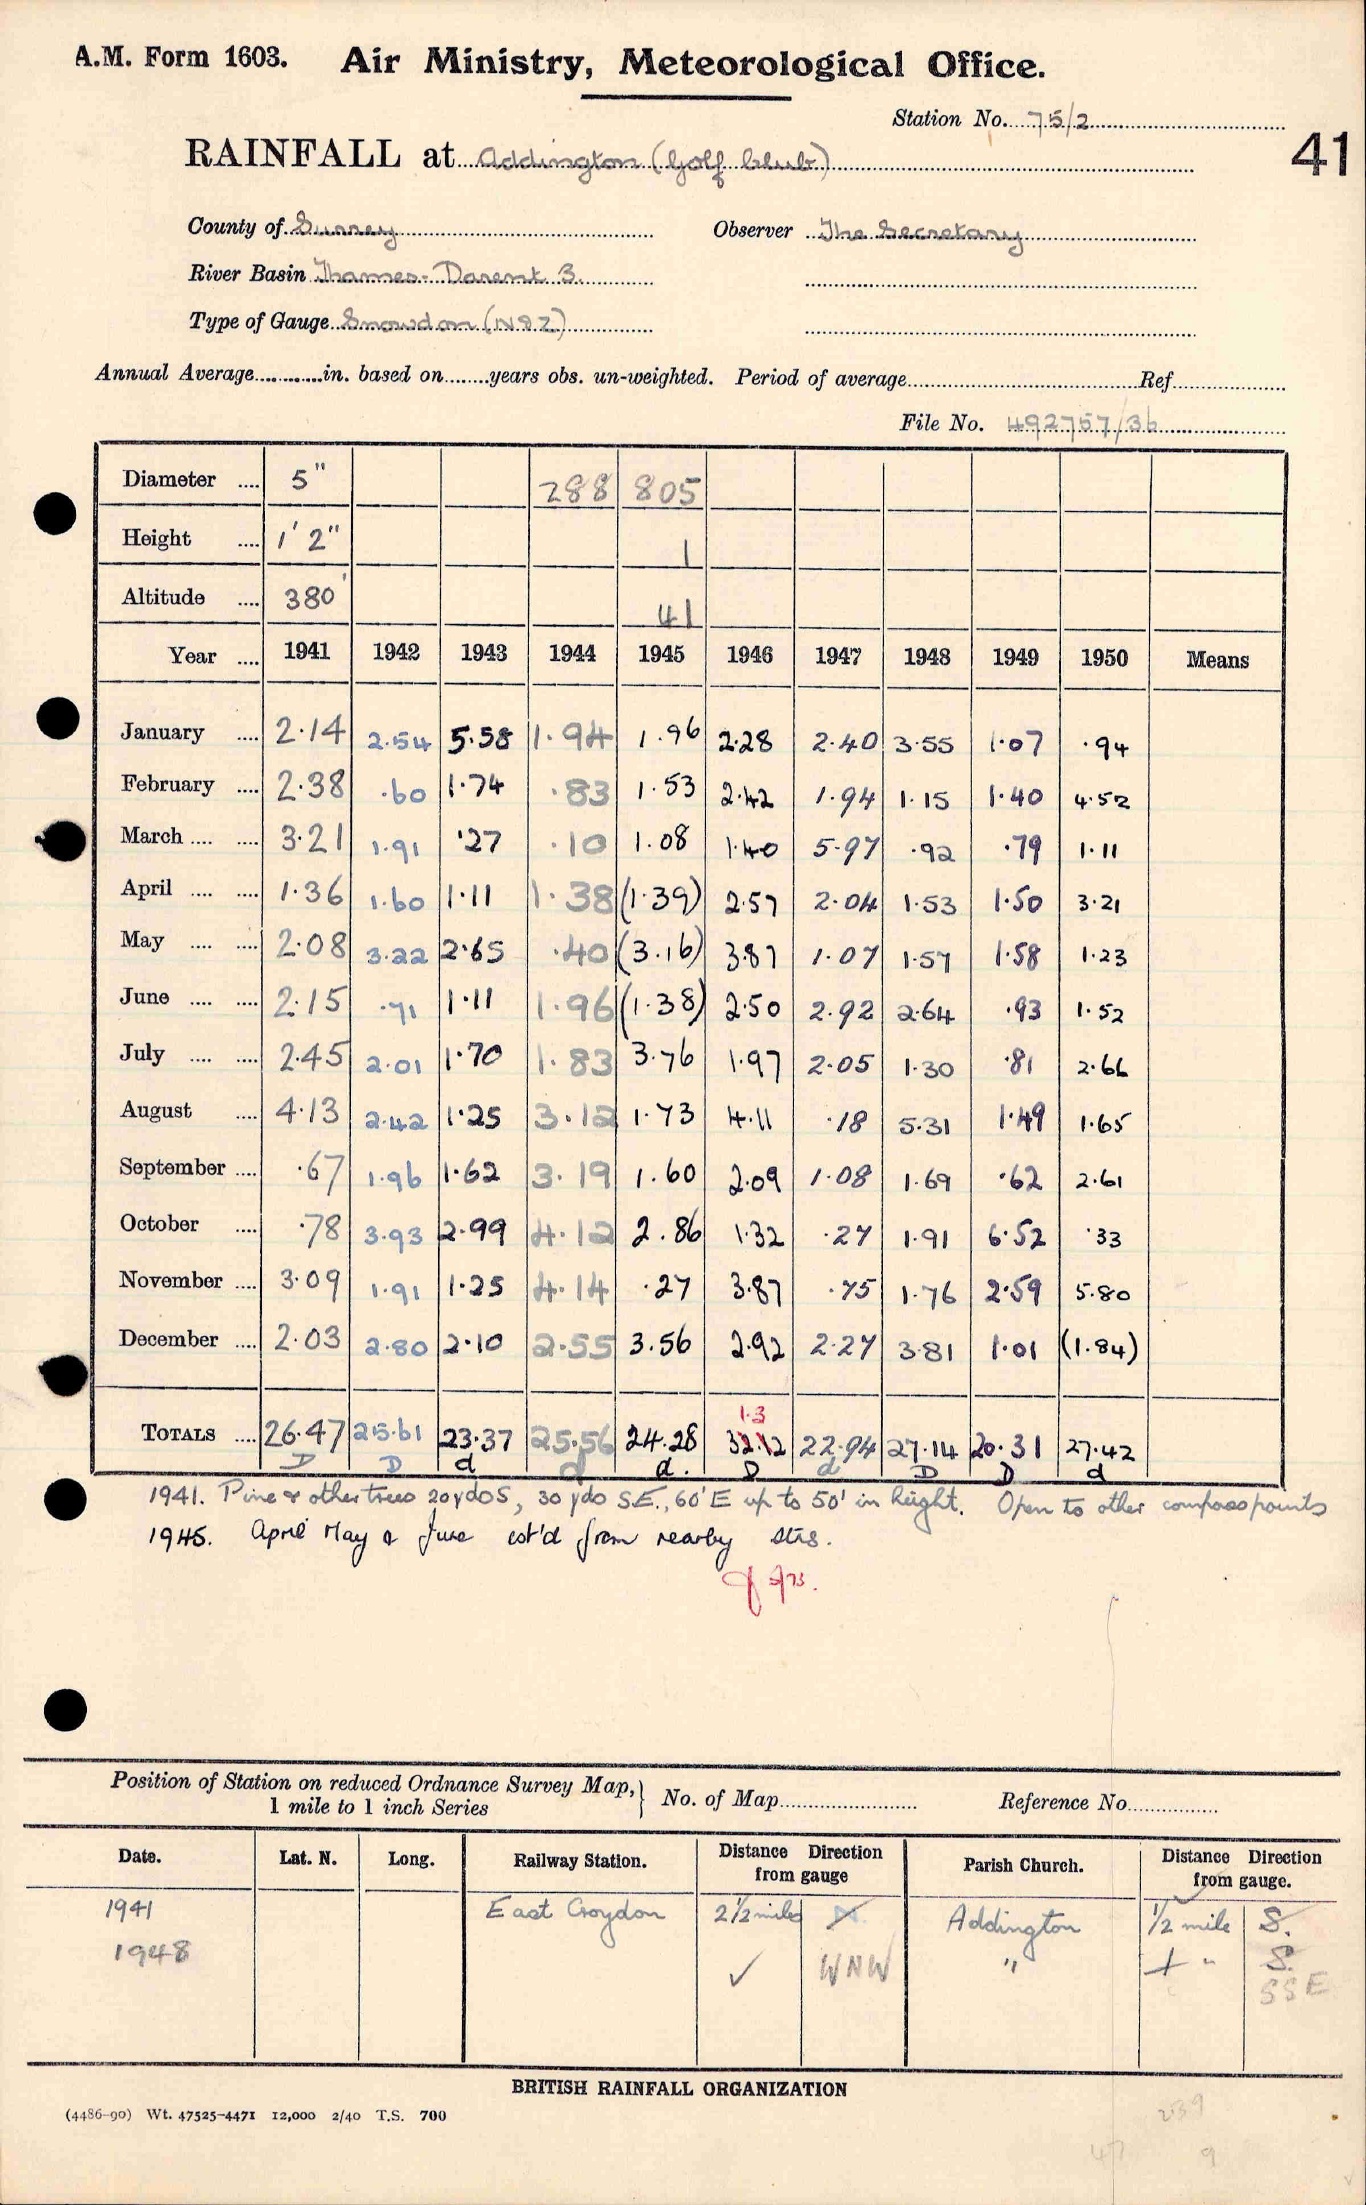 A.M. Form 1603. Air Ministry, Meteorological Office.
Station No. 75/2
41
RAINFALL at Addington (Golf Club)
County of Surrey Observer The Secretary
River Basin Thames-Darent B.
Type of Gauge Snowdon (N8Z)
Annual Average............in. based on........years obs. un-weighted. Period of average........Ref........
File No. 492757/36
Diameter .... 5" 288 805
Height .... 1' 2" 1
Altitude .... 380' 41
Year .... 1941 1942 1943 1944 1945 1946 1947 1948 1949 1950 Means
January .... 2.14 2.54 5.58 1.94 1.96 2.28 2.40 3.55 1.07 .94
February .... 2.38 .60 1.74 .83 1.53 2.42 1.94 1.15 1.40 4.52
March .... .... 3.21 1.91 .27 .10 1.08 1.40 5.97 .92 .79 1.11
April .... .... 1.36 1.60 1.11 1.38 (1.39) 2.57 2.04 1.53 1.50 3.21
May .... .... 2.08 3.22 2.65 .40 (3.16) 3.87 1.07 1.57 1.58 1.23
June .... .... 2.15 .71 1.11 1.96 (1.38) 2.50 2.92 2.64 .93 1.52
July .... .... 2.45 2.01 1.70 1.83 3.76 1.97 2.05 1.30 .81 2.66
August .... 4.13 2.42 1.25 3.12 1.73 4.11 .18 5.31 1.49 1.65
September .... .67 1.96 1.62 3.19 1.60 2.09 1.08 1.69 .62 2.61
October .... .78 3.93 2.99 4.12 2.86 1.32 .27 1.91 6.52 .33
November .... 3.09 1.91 1.25 4.14 .27 3.87 .75 1.76 2.59 5.80
December .... 2.03 2.80 2.10 2.55 3.56 2.92 2.27 3.81 1.01 (1.84)
1.3
TOTALS .... 26.47 25.61 23.37 25.56 24.28 32.12 22.94 27.14 20.31 27.42
D D d d d. D d D D d
1941. Pine & other trees 20yds S, 30 yds S.E., 60' E up to 50' in height. Open to other compass points
1945. April May & June est'd from nearby stns.
5/73.
Position of Station on reduced Ordnance Survey Map,
1 mile to 1 inch Series } No. of Map........ Reference No........
Date. Lat. N. Long. Railway Station. Distance Direction from gauge Parish Church. Distance Direction from gauge.
1941 East Croydon 2½ miles N. Addington ½ mile S.
1948 ✓ WNW " 1 " S.
SSE
BRITISH RAINFALL ORGANIZATION
(4486-90) Wt. 47525-4471 12,000 2/40 T.S. 700
239
47 9